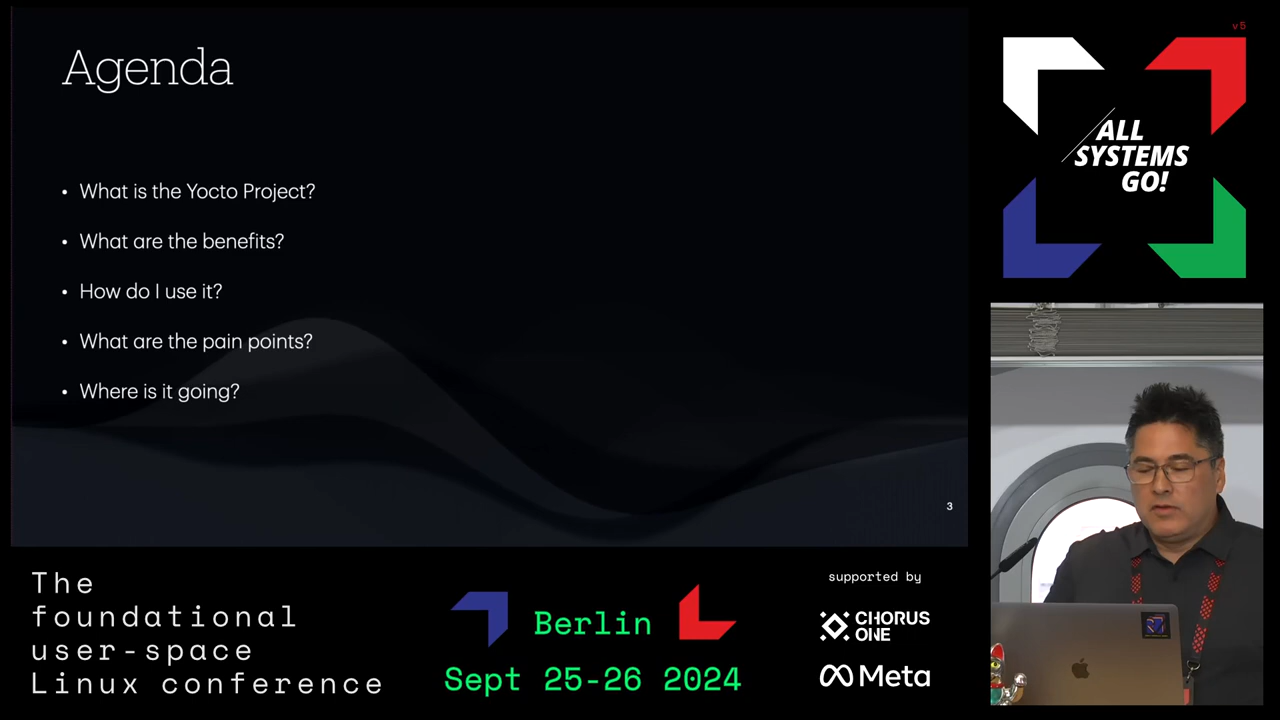 Agenda
• What is the Yocto Project?
• What are the benefits?
• How do I use it?
• What are the pain points?
• Where is it going?
3
v5
ALL
SYSTEMS
GO!
The
foundational
user-space
Linux conference
Berlin
Sept 25-26 2024
supported by
CHORUS
ONE
Meta